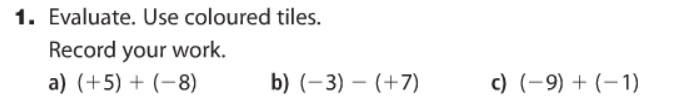 1. Evaluate. Use coloured tiles.
Record your work.
a) (+5) + (−8) b) (−3) − (+7) c) (−9) + (−1)